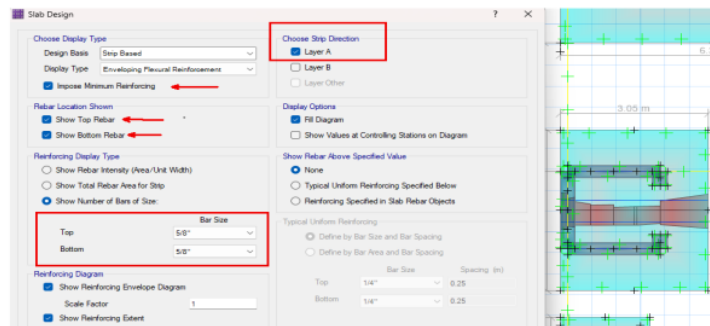 Slab Design
?
Choose Display Type
Design Basis Strip Based
Display Type Enveloping Flexural Reinforcement
Impose Minimum Reinforcing
Rebar Location Shown
Show Top Rebar
Show Bottom Rebar
Reinforcing Display Type
Show Rebar Intensity (Area/Unit Width)
Show Total Rebar Area for Strip
Show Number of Bars of Size:
Bar Size
Top 5/8"
Bottom 5/8"
Reinforcing Diagram
Show Reinforcing Envelope Diagram
Scale Factor 1
Show Reinforcing Extent
Choose Strip Direction
Layer A
Layer B
Layer Other
Display Options
Fill Diagram
Show Values at Controlling Stations on Diagram
Show Rebar Above Specified Value
None
Typical Uniform Reinforcing Specified Below
Reinforcing Specified in Slab Rebar Objects
Typical Uniform Reinforcing
Define by Bar Size and Bar Spacing
Define by Bar Area and Bar Spacing
Bar Size Spacing (m)
Top 1/4" 0.25
Bottom 1/4" 0.25
3.05 m